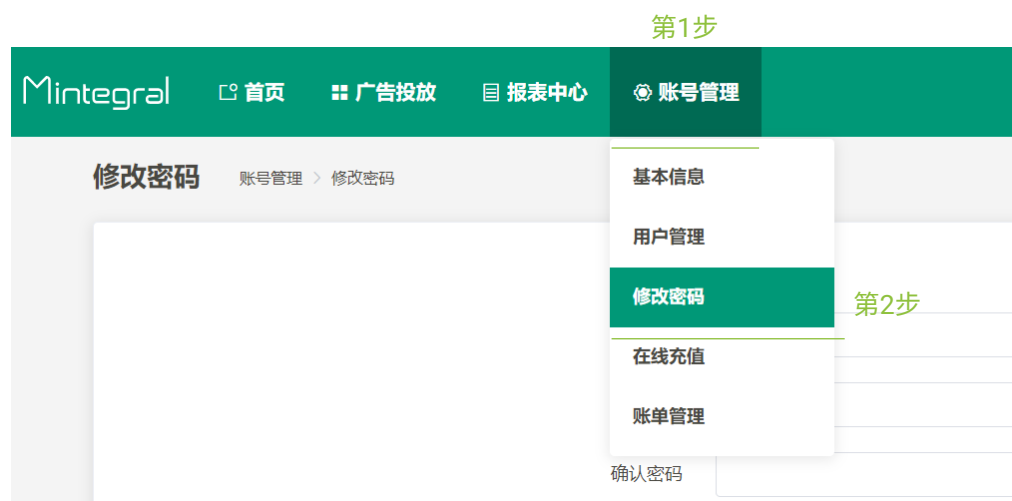 第1步
Mintegral 首页 广告投放 报表中心 账号管理
修改密码 账号管理 > 修改密码
基本信息
用户管理
修改密码 第2步
在线充值
账单管理
确认密码